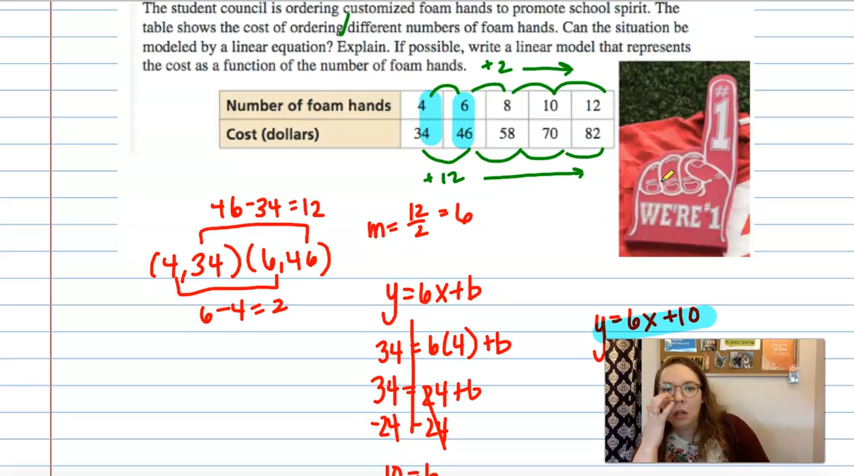 The student council is ordering customized foam hands to promote school spirit. The
table shows the cost of ordering different numbers of foam hands. Can the situation be
modeled by a linear equation? Explain. If possible, write a linear model that represents
the cost as a function of the number of foam hands.
+2
Number of foam hands 4 6 8 10 12
Cost (dollars) 34 46 58 70 82
+12
#1
WE'RE #1
46-34=12
(4,34)(6,46)
6-4=2
m= 12/2 = 6
y=6x+b
34=6(4)+b
34=24+b
-24 -24
10=b
y=6x+10